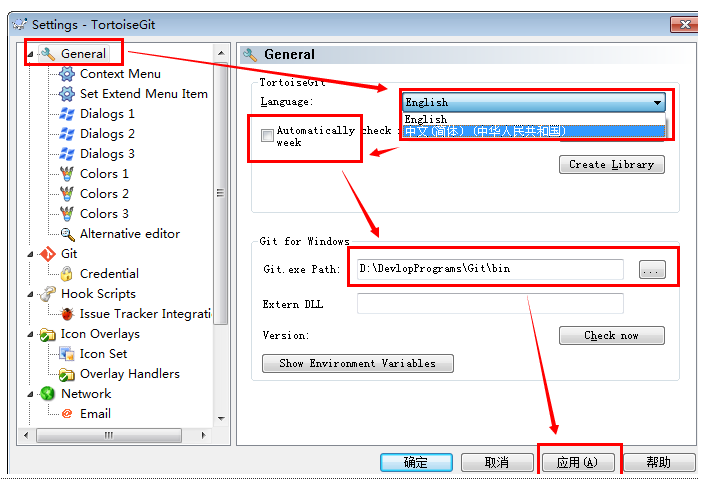 Settings - TortoiseGit
General
Context Menu
Set Extend Menu Item
Dialogs 1
Dialogs 2
Dialogs 3
Colors 1
Colors 2
Colors 3
Alternative editor
Git
Credential
Hook Scripts
Issue Tracker Integrati
Icon Overlays
Icon Set
Overlay Handlers
Network
Email
General
TortoiseGit
Language:
English
English
中文(简体) (中华人民共和国)
Automatically check
week
Create Library
Git for Windows
Git.exe Path:
D:\DevlopPrograms\Git\bin
...
Extern DLL
Version:
Check now
Show Environment Variables
确定
取消
应用(A)
帮助